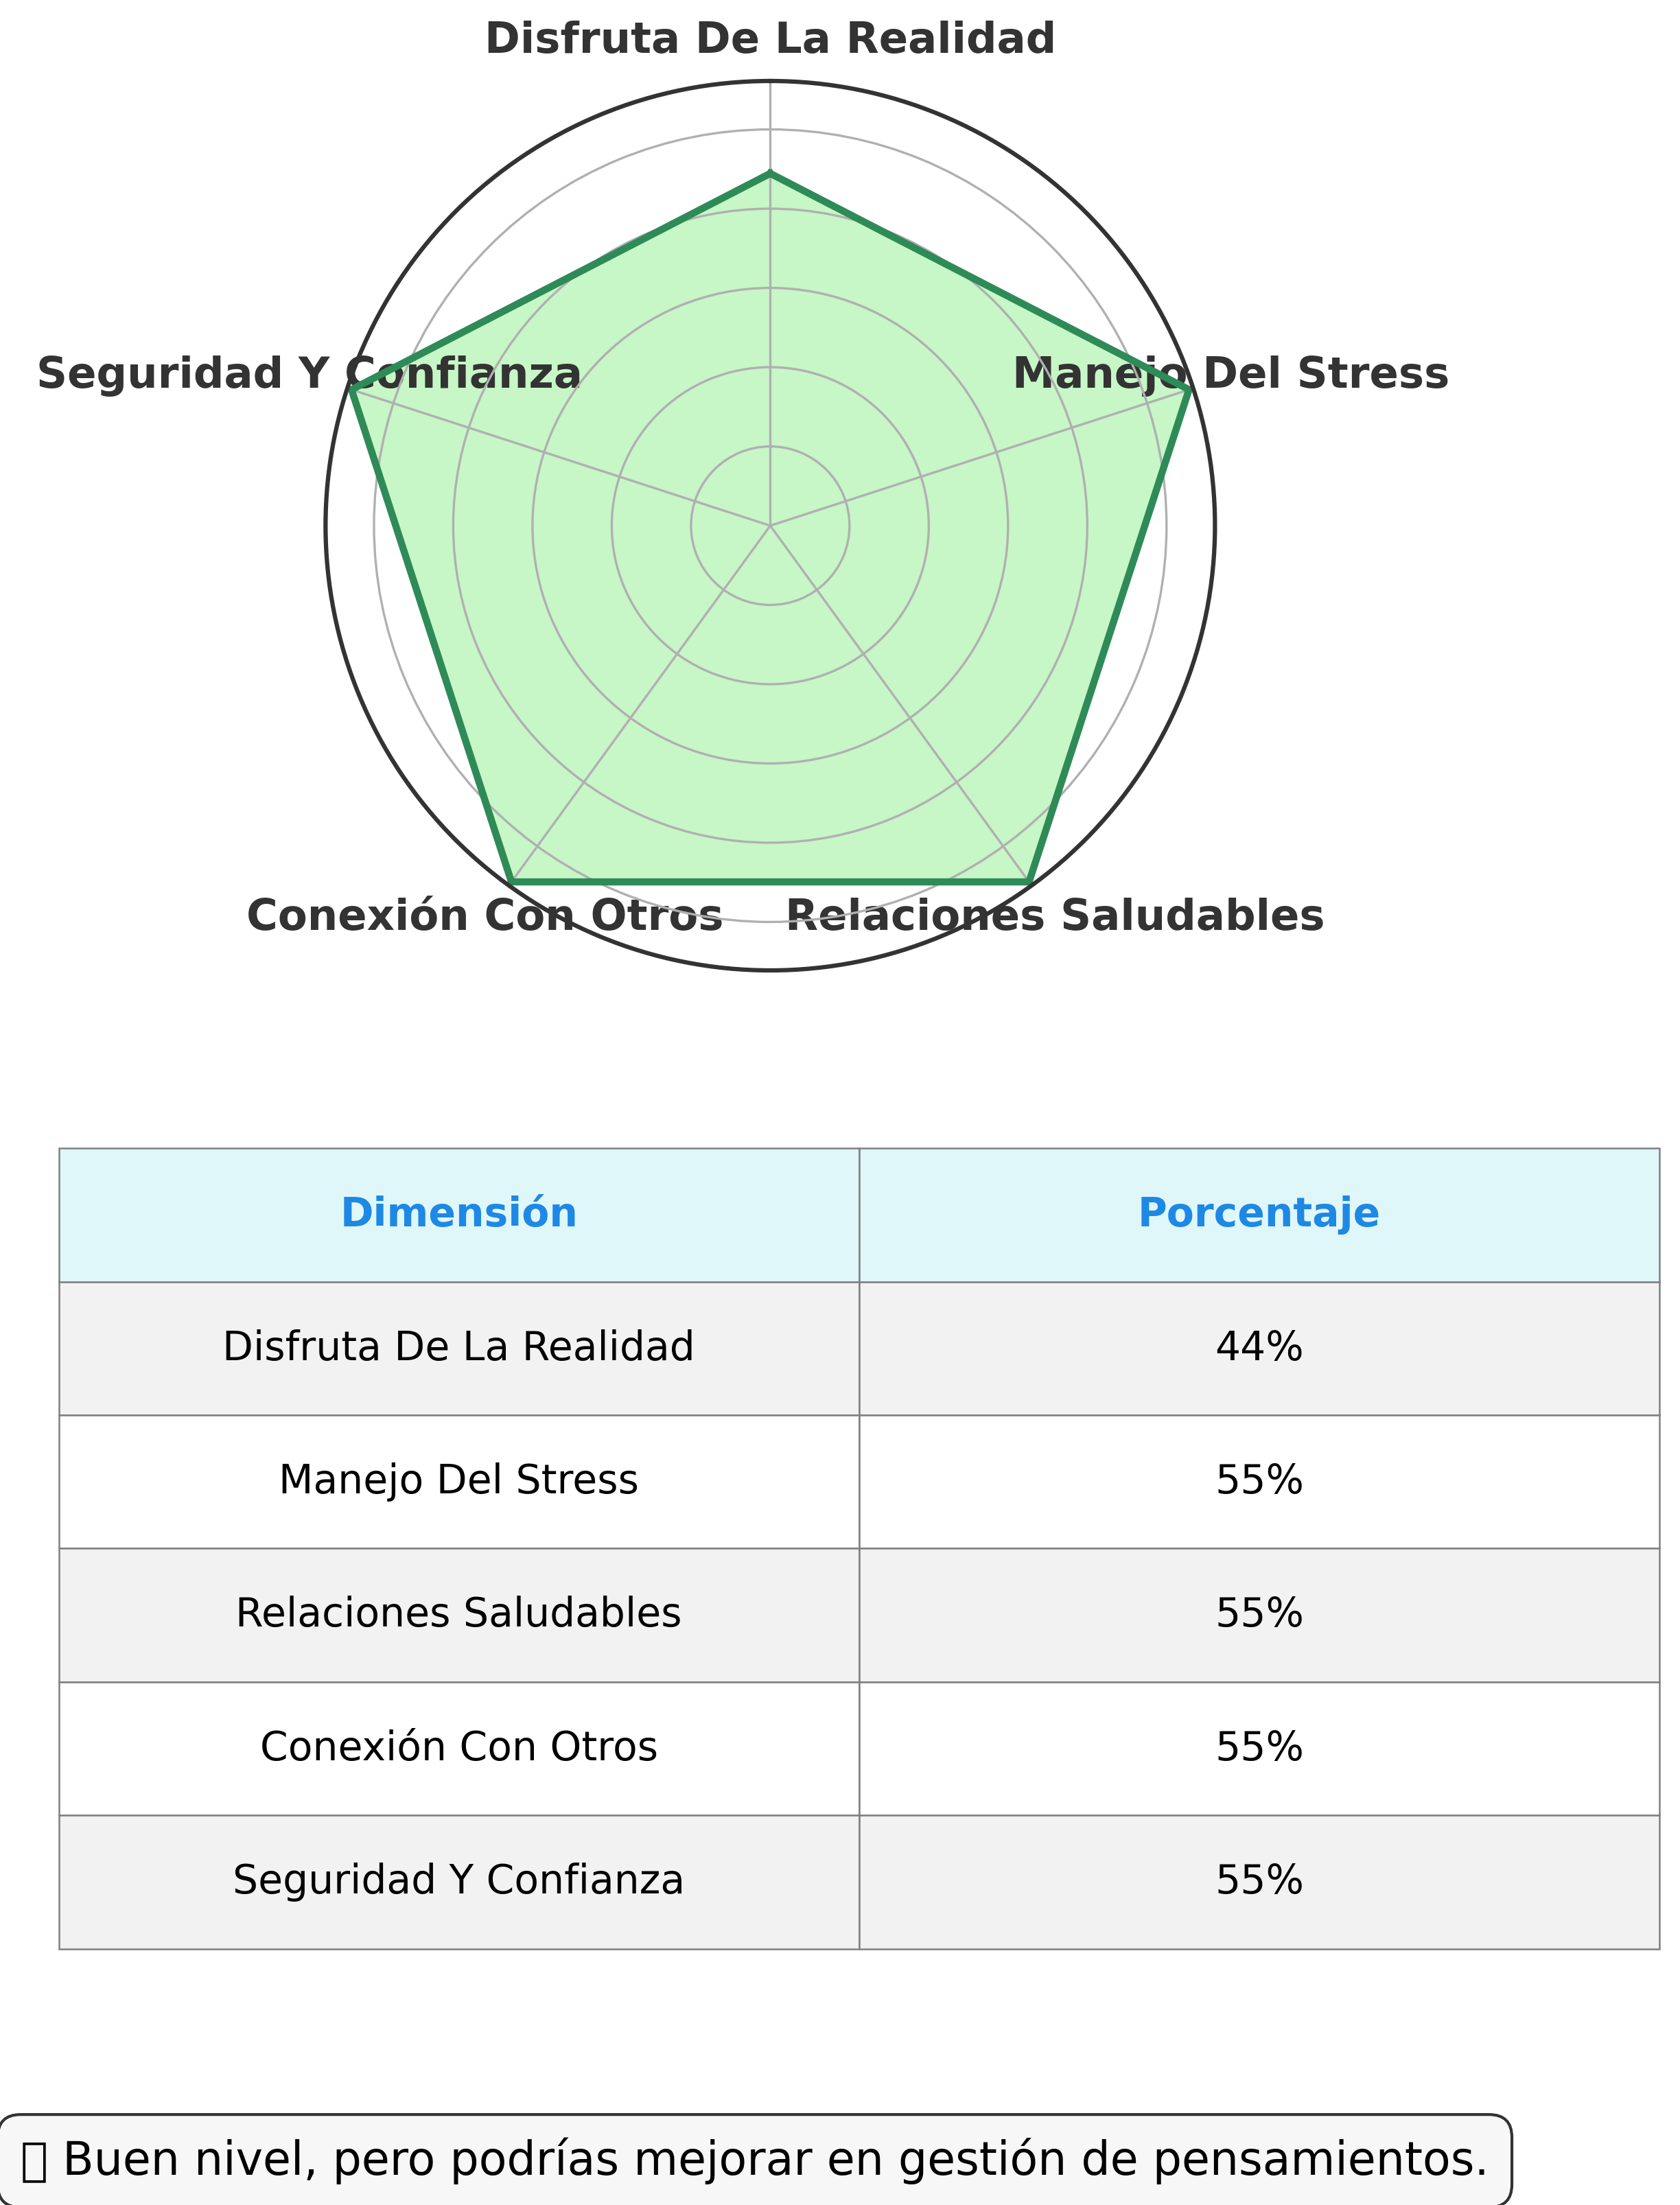 Disfruta De La Realidad
Seguridad Y Confianza
Manejo Del Stress
Conexión Con Otros
Relaciones Saludables
Dimensión Porcentaje
Disfruta De La Realidad 44%
Manejo Del Stress 55%
Relaciones Saludables 55%
Conexión Con Otros 55%
Seguridad Y Confianza 55%
Buen nivel, pero podrías mejorar en gestión de pensamientos.